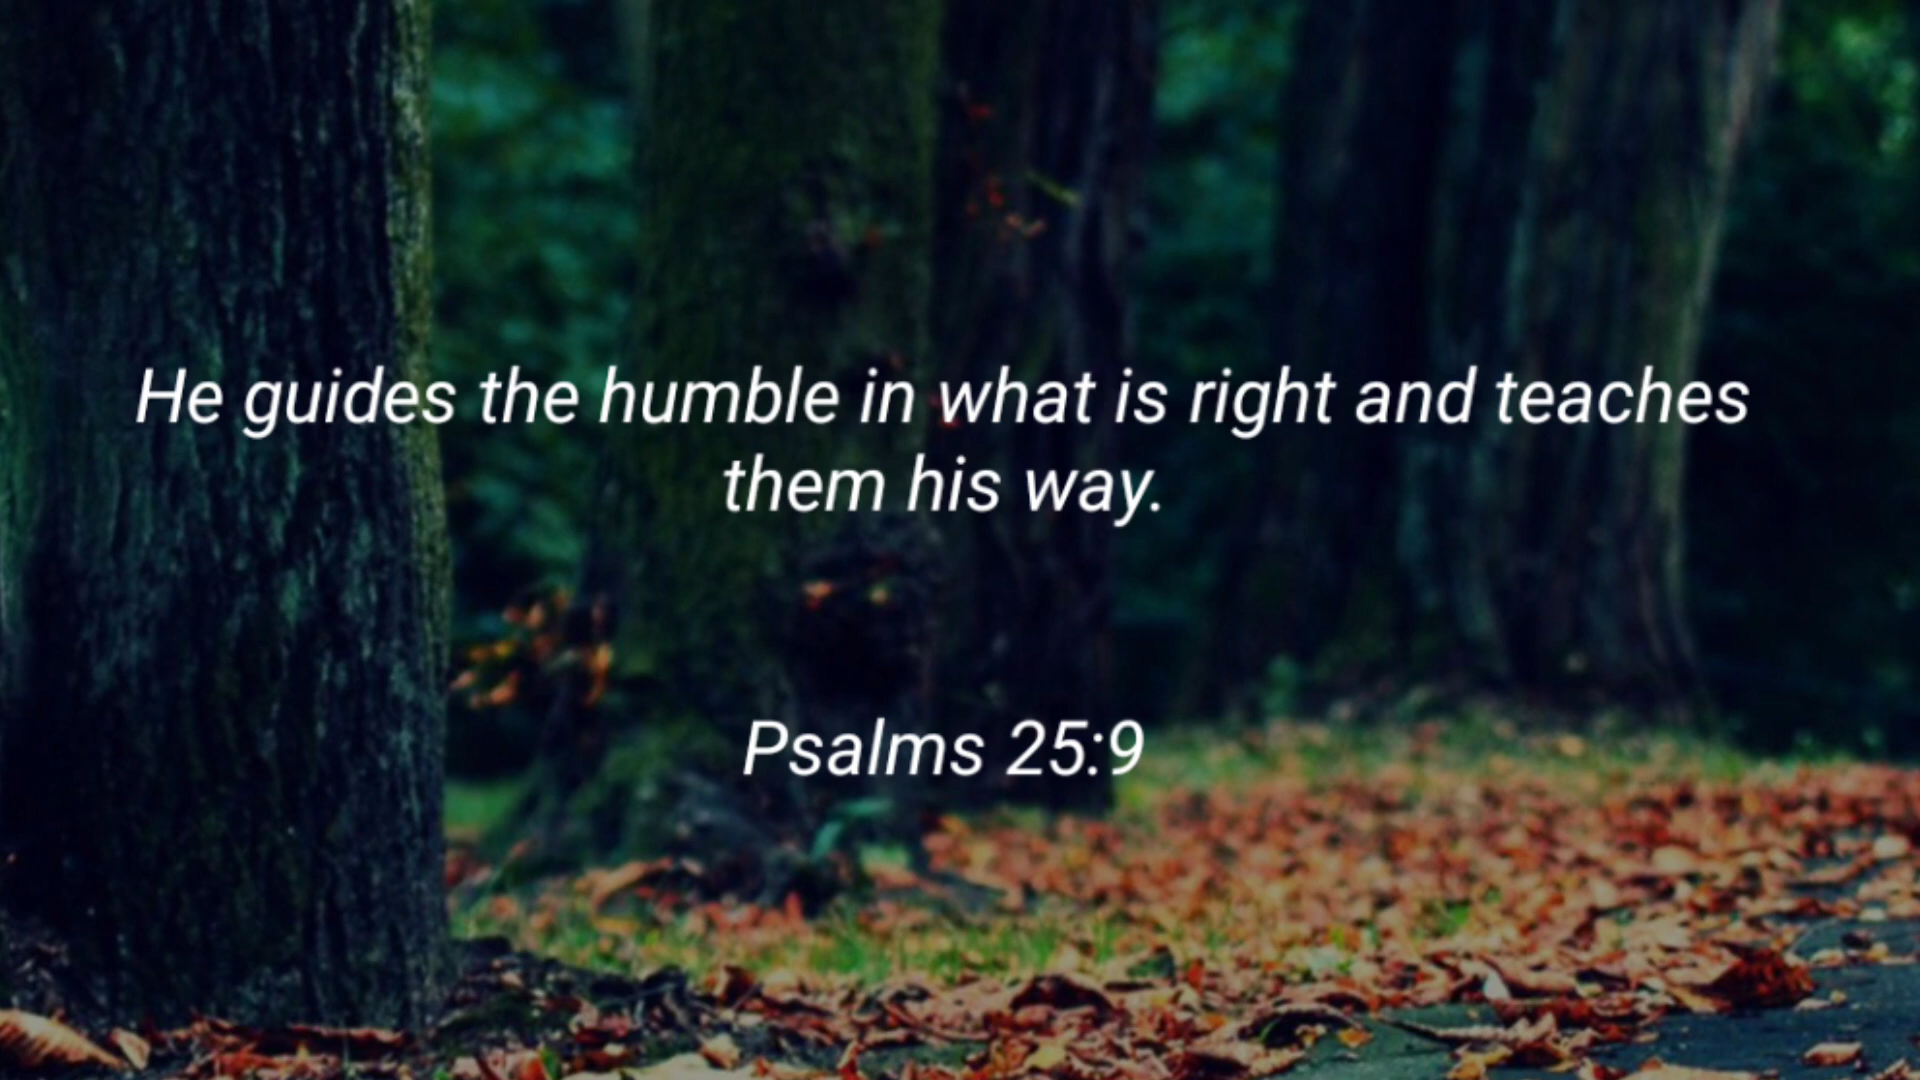 He guides the humble in what is right and teaches
them his way.
Psalms 25:9